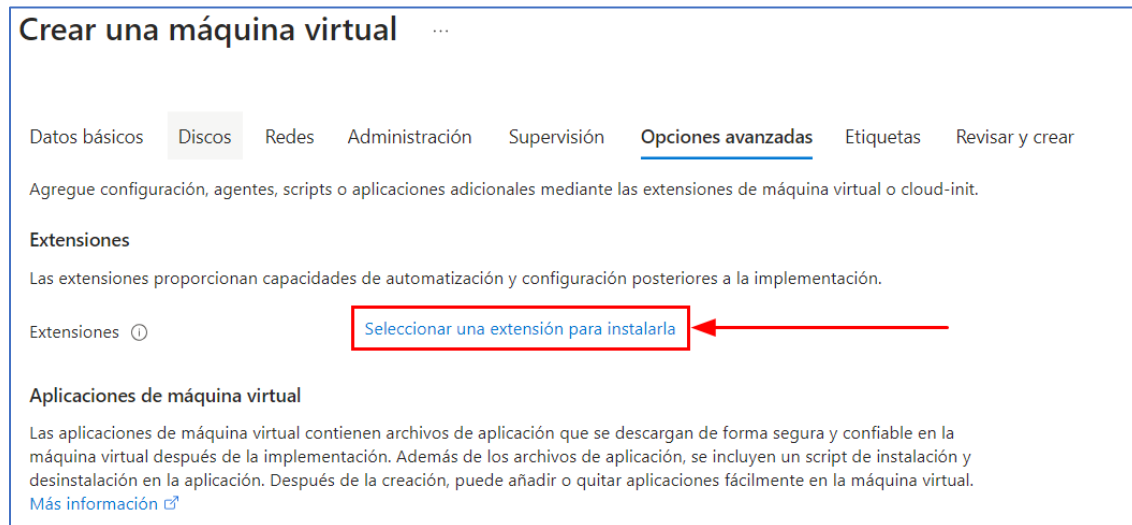 Crear una máquina virtual ...
Datos básicos Discos Redes Administración Supervisión Opciones avanzadas Etiquetas Revisar y crear
Agregue configuración, agentes, scripts o aplicaciones adicionales mediante las extensiones de máquina virtual o cloud-init.
Extensiones
Las extensiones proporcionan capacidades de automatización y configuración posteriores a la implementación.
Extensiones Seleccionar una extensión para instalarla
Aplicaciones de máquina virtual
Las aplicaciones de máquina virtual contienen archivos de aplicación que se descargan de forma segura y confiable en la
máquina virtual después de la implementación. Además de los archivos de aplicación, se incluyen un script de instalación y
desinstalación en la aplicación. Después de la creación, puede añadir o quitar aplicaciones fácilmente en la máquina virtual.
Más información